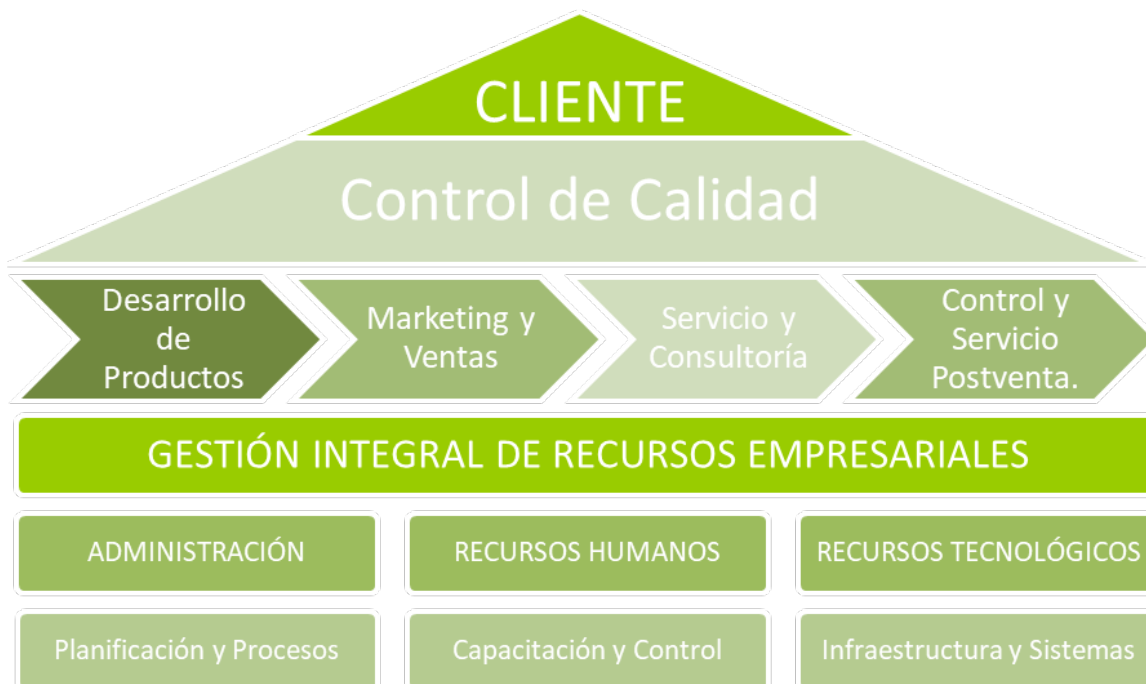 CLIENTE
Control de Calidad
Desarrollo
de
Productos
Marketing y
Ventas
Servicio y
Consultoría
Control y
Servicio
Postventa.
GESTIÓN INTEGRAL DE RECURSOS EMPRESARIALES
ADMINISTRACIÓN
RECURSOS HUMANOS
RECURSOS TECNOLÓGICOS
Planificación y Procesos
Capacitación y Control
Infraestructura y Sistemas